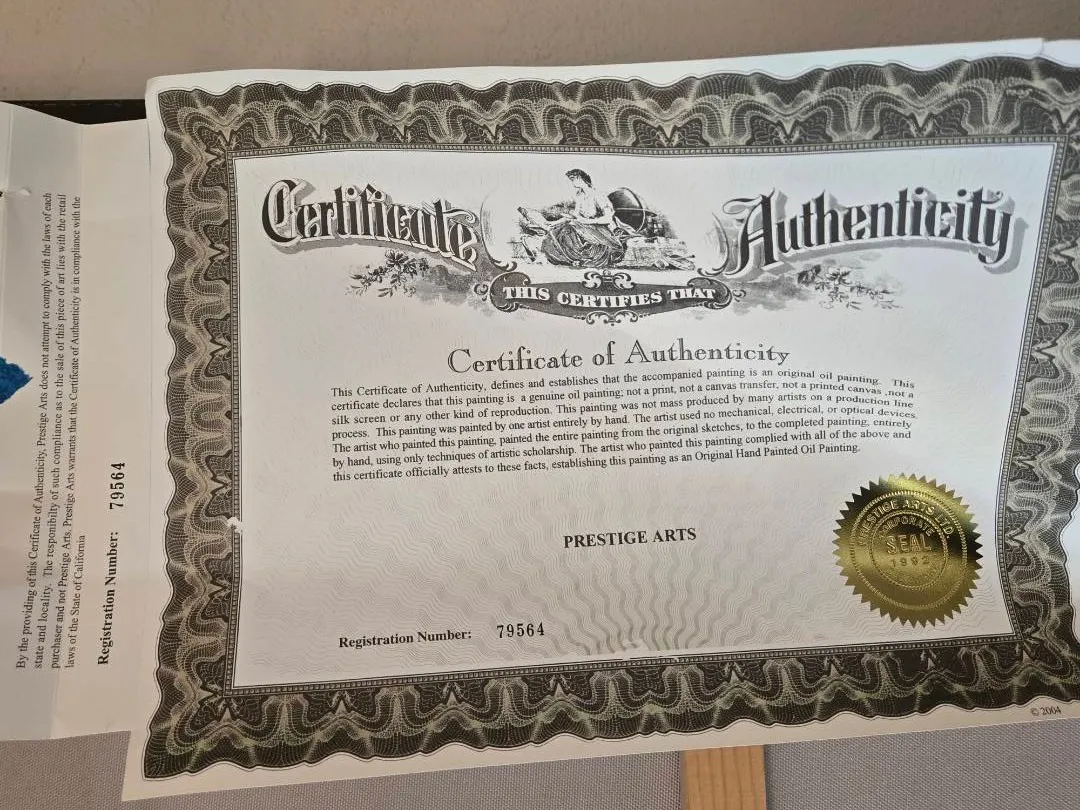 By the providing of this Cerificate of Authenticity, Prestige Arts does not attempt to comply with the laws of each
state and locality. The responsibilty of such compliance as to the sale of this piece of art lies with the retail
purchaser and not Prestige Arts. Prestige Arts warrants that the Certificate of Authenticity is in compliance with the
laws of the State of California
Registration Number: 79564
Certificate Authenticity
THIS CERTIFIES THAT
Certificate of Authenticity
This Certificate of Authenticity, defines and establishes that the accompanied painting is an original oil painting. This
certificate declares that this painting is a genuine oil painting; not a print, not a canvas transfer, not a printed canvas ,not a
silk screen or any other kind of reproduction. This painting was not mass produced by many artists on a production line
process. This painting was painted by one artist entirely by hand. The artist used no mechanical, electrical, or optical devices.
The artist who painted this painting, painted the entire painting from the original sketches, to the completed painting, entirely
by hand, using only techniques of artistic scholarship. The artist who painted this painting complied with all of the above and
this certificate officially attests to these facts, establishing this painting as an Original Hand Painted Oil Painting.
PRESTIGE ARTS LTD.
CORPORATE
SEAL
1992
PRESTIGE ARTS
Registration Number: 79564
© 2004